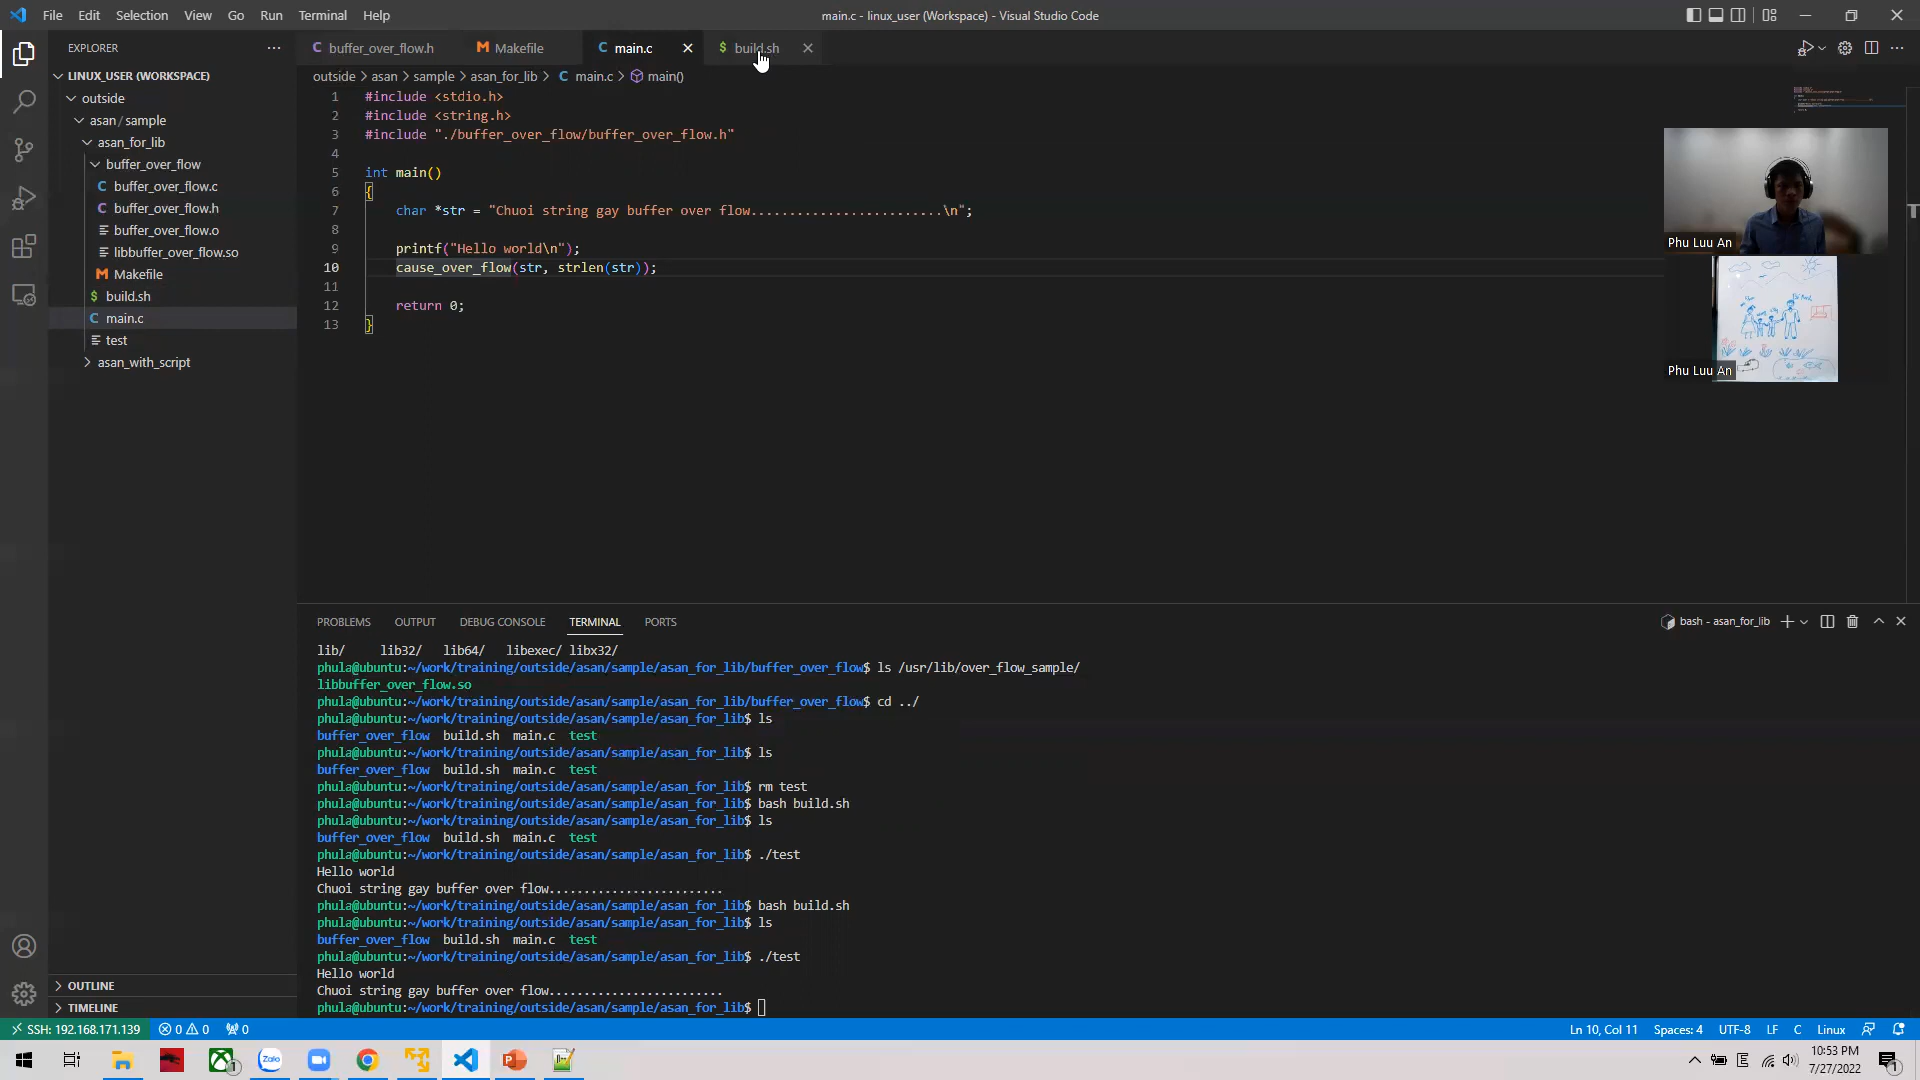 File Edit Selection View Go Run Terminal Help
main.c - linux_user (Workspace) - Visual Studio Code
EXPLORER
LINUX_USER (WORKSPACE)
outside
asan / sample
asan_for_lib
buffer_over_flow
buffer_over_flow.c
buffer_over_flow.h
buffer_over_flow.o
libbuffer_over_flow.so
Makefile
build.sh
main.c
test
asan_with_script
OUTLINE
TIMELINE
buffer_over_flow.h Makefile main.c build.sh
outside > asan > sample > asan_for_lib > main.c > main()
1 #include <stdio.h>
2 #include <string.h>
3 #include "./buffer_over_flow/buffer_over_flow.h"
4
5 int main()
6 {
7 char *str = "Chuoi string gay buffer over flow.........................\n";
8
9 printf("Hello world\n");
10 cause_over_flow(str, strlen(str));
11
12 return 0;
13 }
Phu Luu An
Phu Luu An
PROBLEMS OUTPUT DEBUG CONSOLE TERMINAL PORTS
bash - asan_for_lib
lib/ lib32/ lib64/ libexec/ libx32/
phula@ubuntu:~/work/training/outside/asan/sample/asan_for_lib/buffer_over_flow$ ls /usr/lib/over_flow_sample/
libbuffer_over_flow.so
phula@ubuntu:~/work/training/outside/asan/sample/asan_for_lib/buffer_over_flow$ cd ../
phula@ubuntu:~/work/training/outside/asan/sample/asan_for_lib$ ls
buffer_over_flow build.sh main.c test
phula@ubuntu:~/work/training/outside/asan/sample/asan_for_lib$ ls
buffer_over_flow build.sh main.c test
phula@ubuntu:~/work/training/outside/asan/sample/asan_for_lib$ rm test
phula@ubuntu:~/work/training/outside/asan/sample/asan_for_lib$ bash build.sh
phula@ubuntu:~/work/training/outside/asan/sample/asan_for_lib$ ls
buffer_over_flow build.sh main.c test
phula@ubuntu:~/work/training/outside/asan/sample/asan_for_lib$ ./test
Hello world
Chuoi string gay buffer over flow.........................
phula@ubuntu:~/work/training/outside/asan/sample/asan_for_lib$ bash build.sh
phula@ubuntu:~/work/training/outside/asan/sample/asan_for_lib$ ls
buffer_over_flow build.sh main.c test
phula@ubuntu:~/work/training/outside/asan/sample/asan_for_lib$ ./test
Hello world
Chuoi string gay buffer over flow.........................
phula@ubuntu:~/work/training/outside/asan/sample/asan_for_lib$
SSH: 192.168.171.139 0 0 0
Ln 10, Col 11 Spaces: 4 UTF-8 LF C Linux
Zalo
10:53 PM
7/27/2022